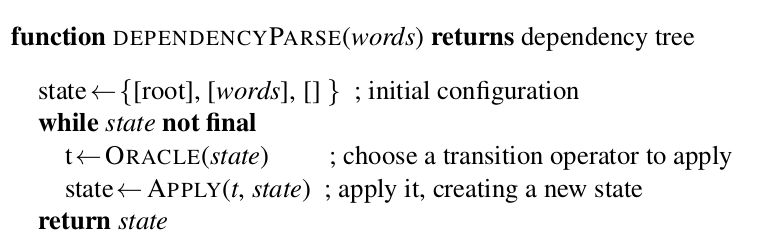 function DEPENDENCYPARSE(words) returns dependency tree
state←{[root], [words], [] } ; initial configuration
while state not final
t←ORACLE(state) ; choose a transition operator to apply
state←APPLY(t, state) ; apply it, creating a new state
return state